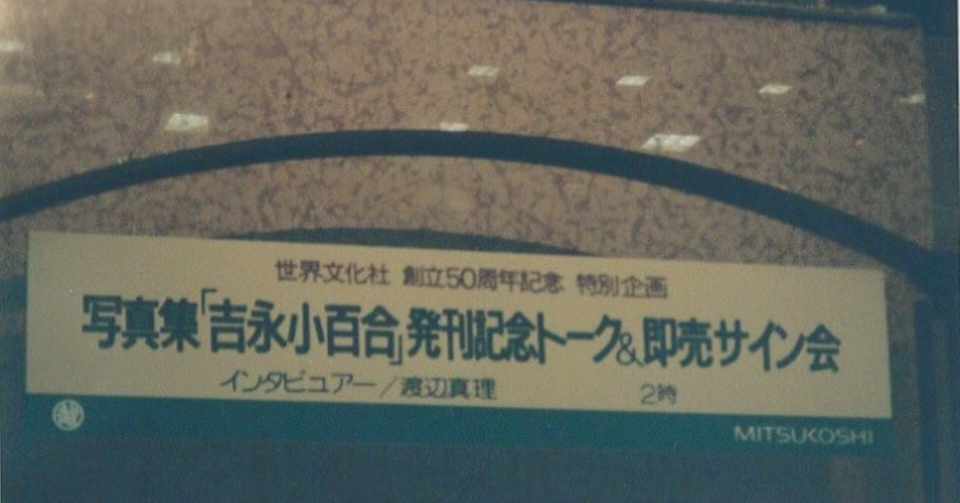 世界文化社 創立50周年記念 特別企画
写真集「吉永小百合」発刊記念トーク&即売サイン会
インタビュアー/渡辺真理 2時
MITSUKOSHI